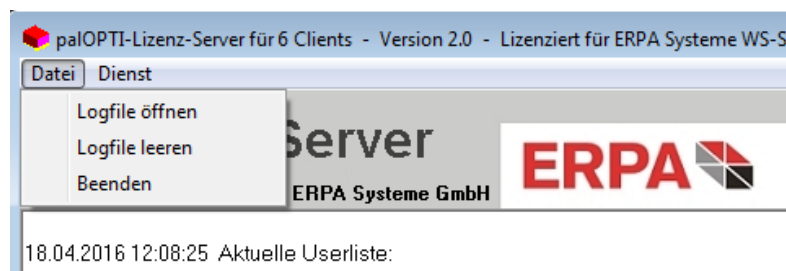 palOPTI-Lizenz-Server für 6 Clients - Version 2.0 - Lizenziert für ERPA Systeme WS-S
Datei Dienst
Logfile öffnen
Logfile leeren
Beenden
Server
ERPA Systeme GmbH
ERPA
18.04.2016 12:08:25 Aktuelle Userliste: